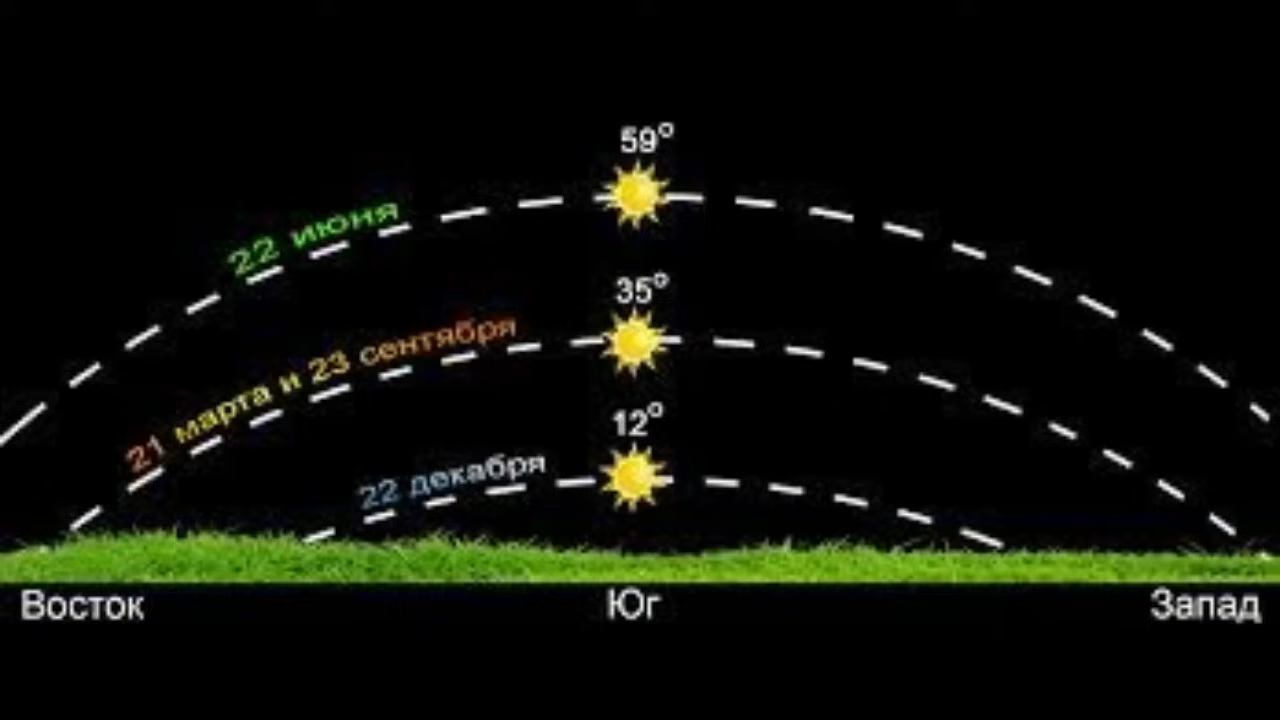 59°
22 июня
35°
21 марта и 23 сентября
12°
22 декабря
Восток Юг Запад